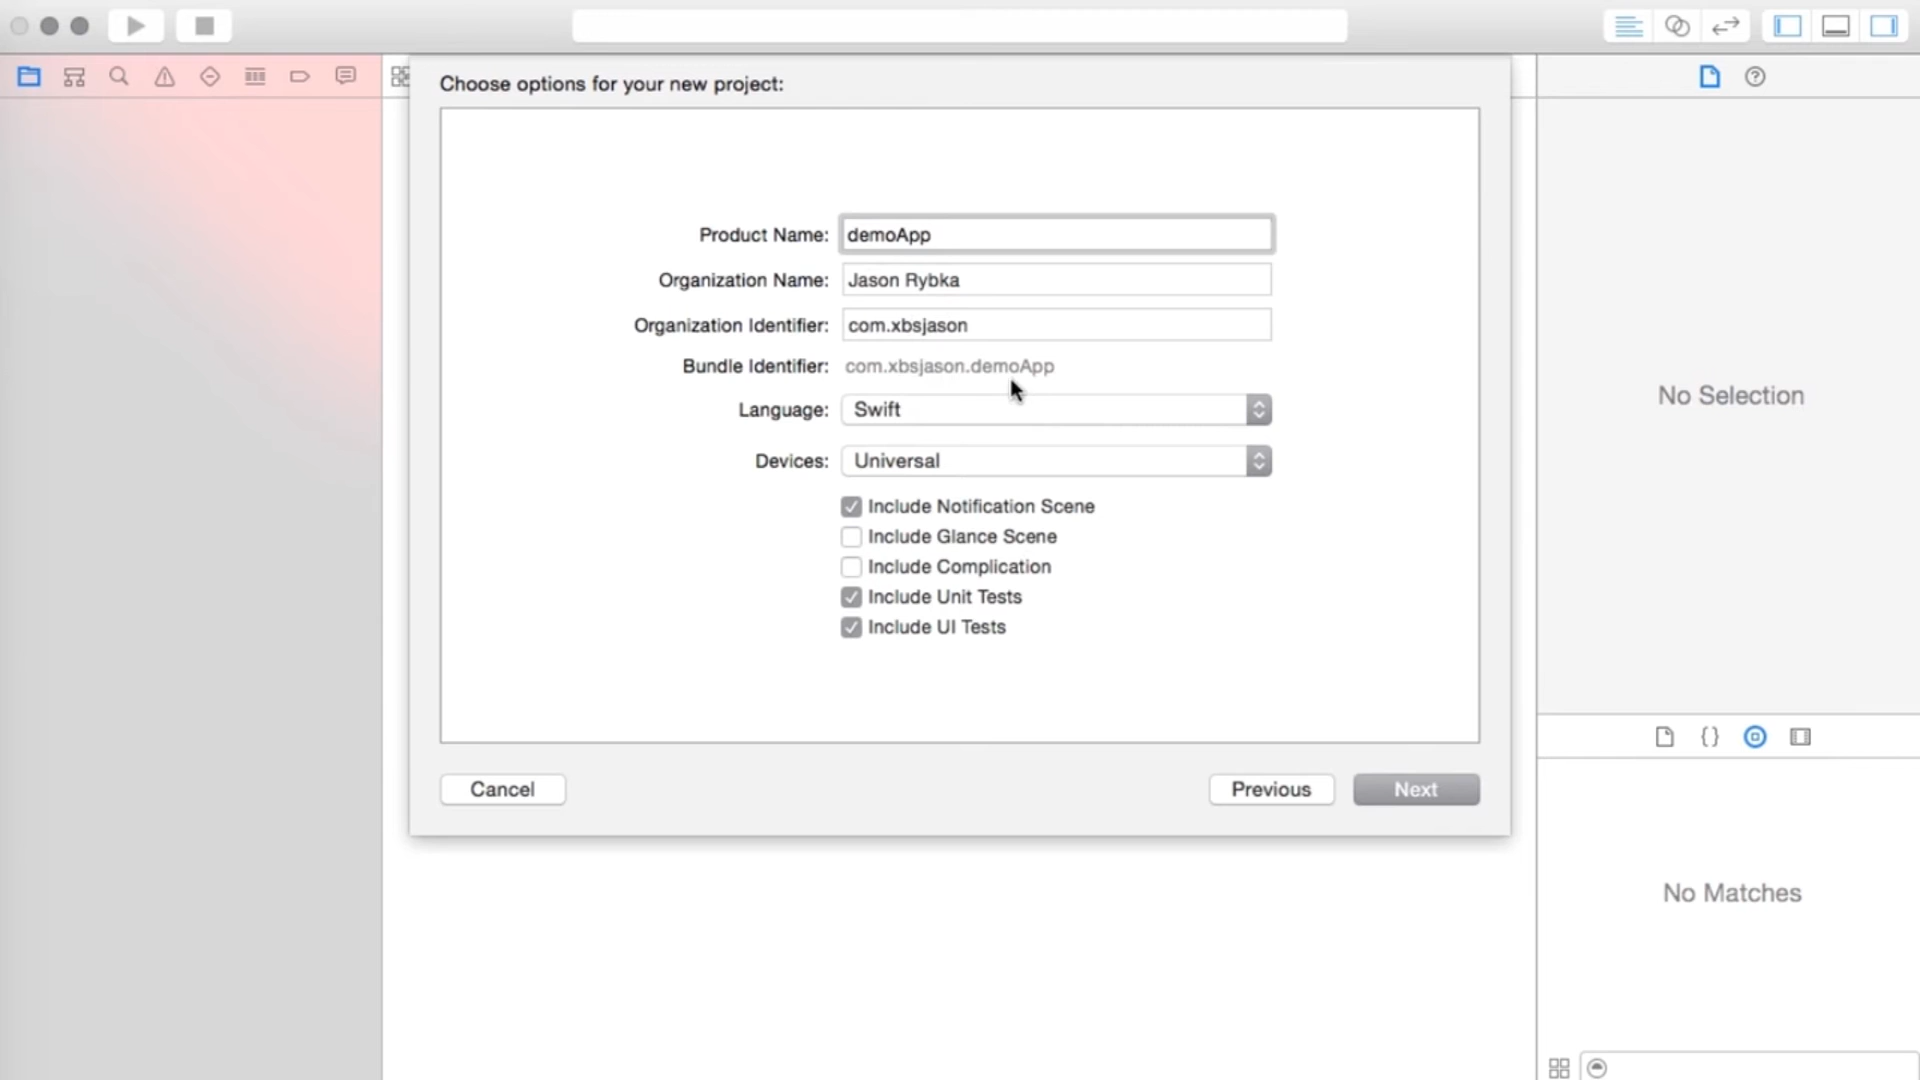 Choose options for your new project:
Product Name: demoApp
Organization Name: Jason Rybka
Organization Identifier: com.xbsjason
Bundle Identifier: com.xbsjason.demoApp
Language: Swift
Devices: Universal
Include Notification Scene
Include Glance Scene
Include Complication
Include Unit Tests
Include UI Tests
Cancel
Previous
Next
No Selection
No Matches